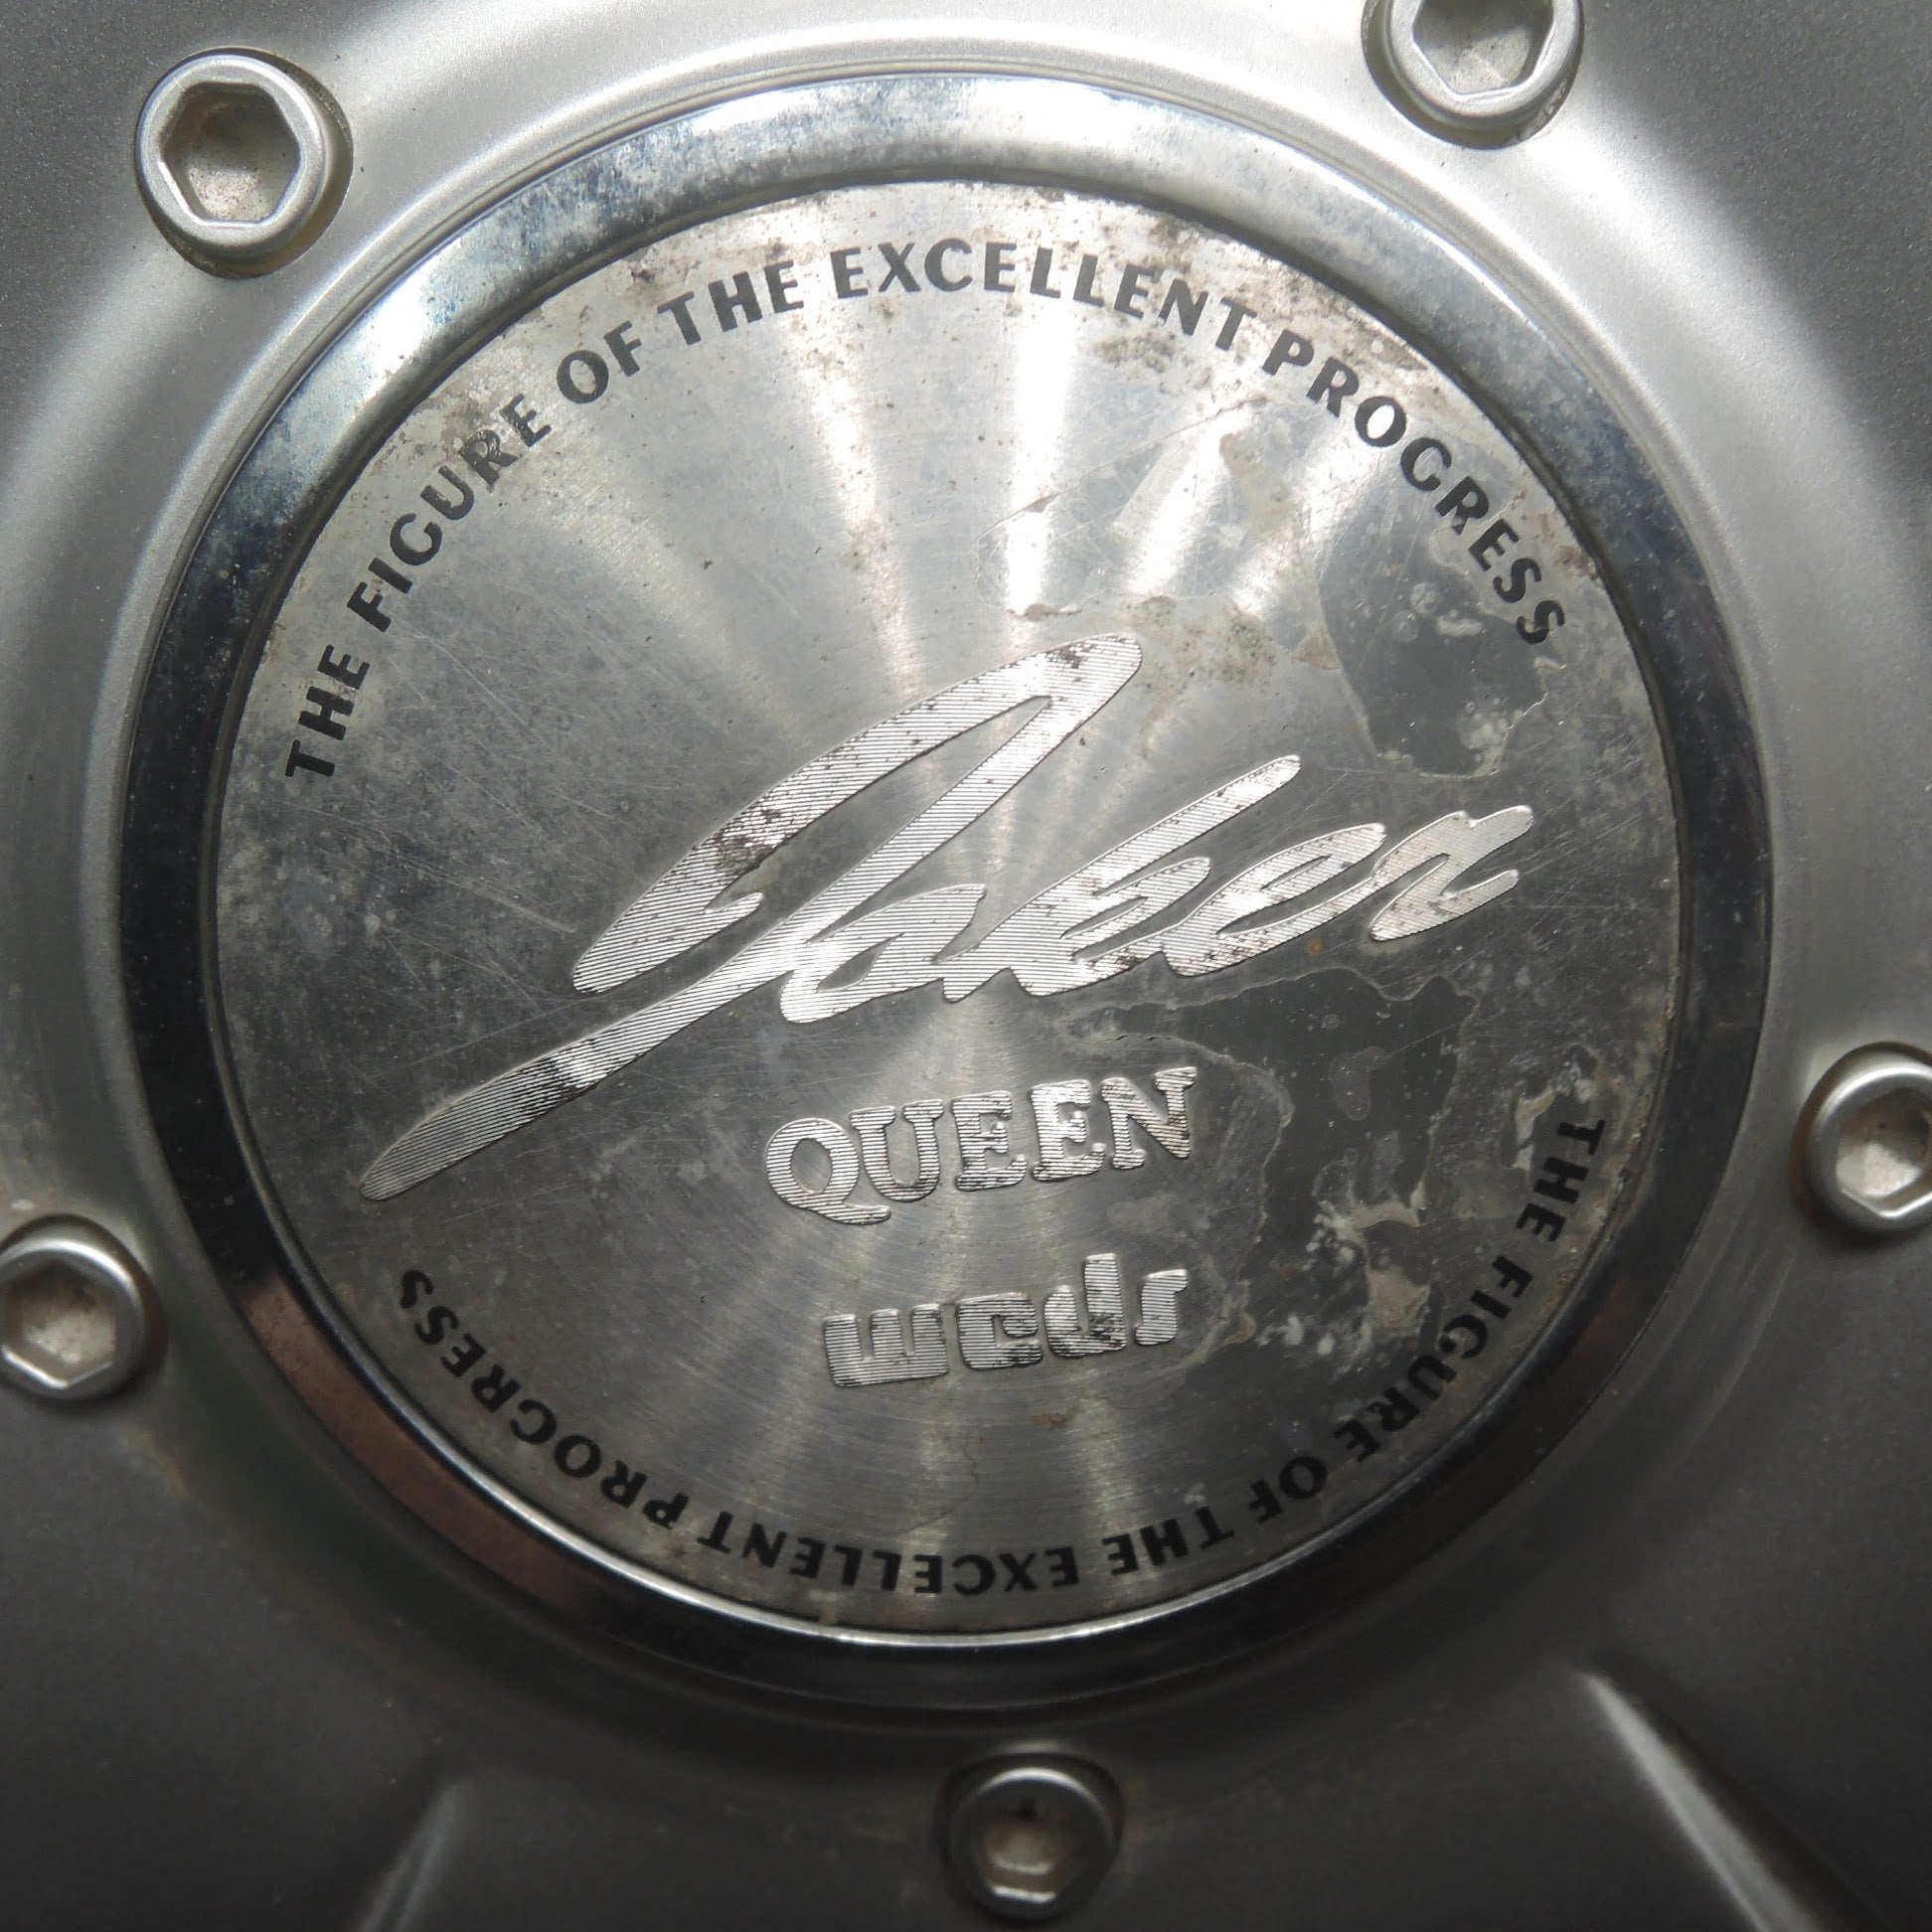 THE FIGURE OF THE EXCELLENT PROGRESS
Joker
QUEEN
weds
THE FIGURE OF THE EXCELLENT PROGRESS